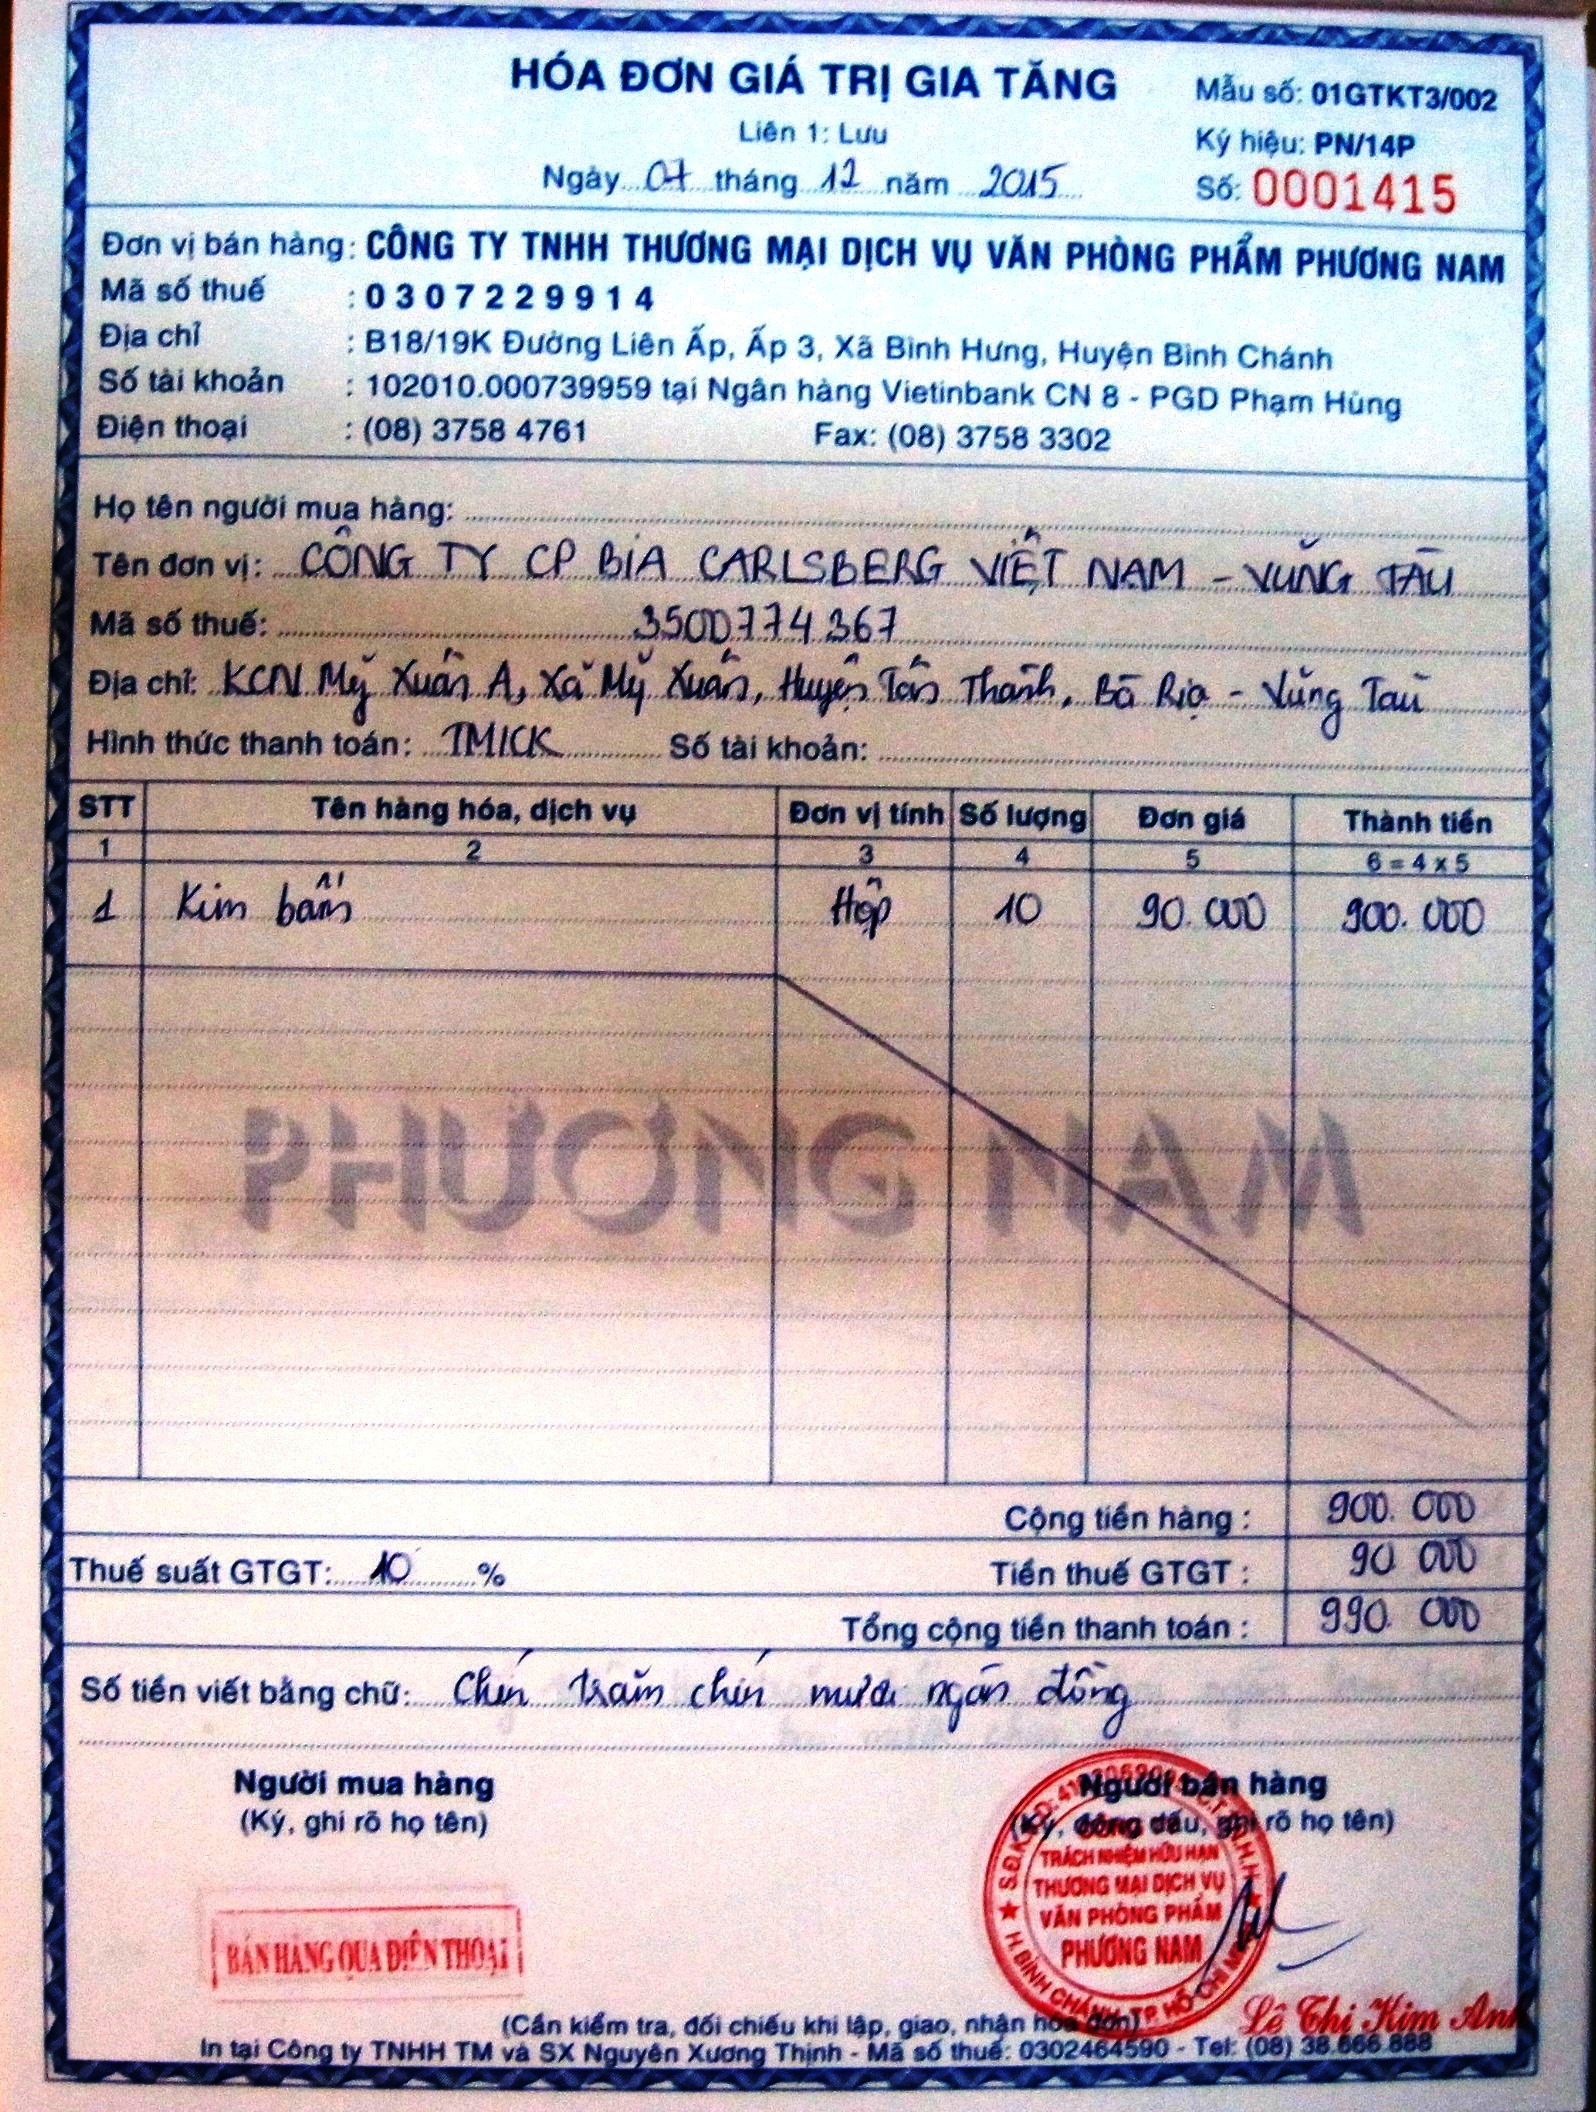 HÓA ĐƠN GIÁ TRỊ GIA TĂNG
Mẫu số: 01GTKT3/002
Liên 1: Lưu
Ký hiệu: PN/14P
Ngày 07 tháng 12 năm 2015
Số: 0001415
Đơn vị bán hàng: CÔNG TY TNHH THƯƠNG MẠI DỊCH VỤ VĂN PHÒNG PHẨM PHƯƠNG NAM
Mã số thuế : 0307229914
Địa chỉ : B18/19K Đường Liên Ấp, Ấp 3, Xã Bình Hưng, Huyện Bình Chánh
Số tài khoản : 102010.000739959 tại Ngân hàng Vietinbank CN 8 - PGD Phạm Hùng
Điện thoại : (08) 3758 4761 Fax: (08) 3758 3302
Họ tên người mua hàng:
Tên đơn vị: CÔNG TY CP BIA CARLSBERG VIỆT NAM - VŨNG TÀU
Mã số thuế: 3500774367
Địa chỉ: KCN Mỹ Xuân A, Xã Mỹ Xuân, Huyện Tân Thành, Bà Rịa - Vũng Tàu
Hình thức thanh toán: TM/CK Số tài khoản:
STT Tên hàng hóa, dịch vụ Đơn vị tính Số lượng Đơn giá Thành tiền
1 2 3 4 5 6 = 4 x 5
1 Kim bấm Hộp 10 90.000 900.000
PHƯƠNG NAM
Cộng tiền hàng : 900.000
Thuế suất GTGT: 10 % Tiền thuế GTGT : 90 000
Tổng cộng tiền thanh toán : 990.000
Số tiền viết bằng chữ: Chín trăm chín mươi ngàn đồng
Người mua hàng Người bán hàng
(Ký, ghi rõ họ tên) (Ký, đóng dấu, ghi rõ họ tên)
TRÁCH NHIỆM HỮU HẠN
THƯƠNG MẠI DỊCH VỤ
VĂN PHÒNG PHẨM
PHƯƠNG NAM
H.BÌNH CHÁNH - TP HỒ CHÍ MINH
BÁN HÀNG QUA ĐIỆN THOẠI
Lê Thị Kim Anh
(Cần kiểm tra, đối chiếu khi lập, giao, nhận hóa đơn)
In tại Công ty TNHH TM và SX Nguyên Xương Thịnh - Mã số thuế: 0302464590 - Tel: (08) 38.666.888